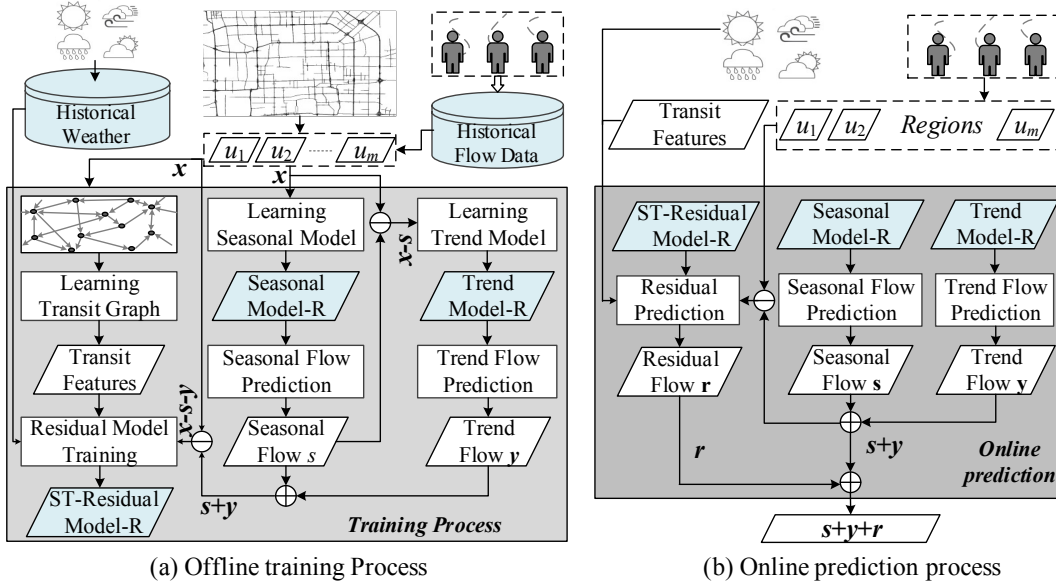 Historical
Weather
Historical
Flow Data
u1 u2 ...... um
x
x
Learning
Seasonal Model
Learning
Trend Model
x-s
Learning
Transit Graph
Seasonal
Model-R
Trend
Model-R
Transit
Features
Seasonal Flow
Prediction
Trend Flow
Prediction
x-s-y
Residual Model
Training
Seasonal
Flow s
Trend
Flow y
s+y
ST-Residual
Model-R
Training Process
(a) Offline training Process
Transit
Features
u1 u2 Regions um
ST-Residual
Model-R
Seasonal
Model-R
Trend
Model-R
Residual
Prediction
Seasonal Flow
Prediction
Trend Flow
Prediction
Residual
Flow r
Seasonal
Flow s
Trend
Flow y
r
s+y
Online
prediction
s+y+r
(b) Online prediction process